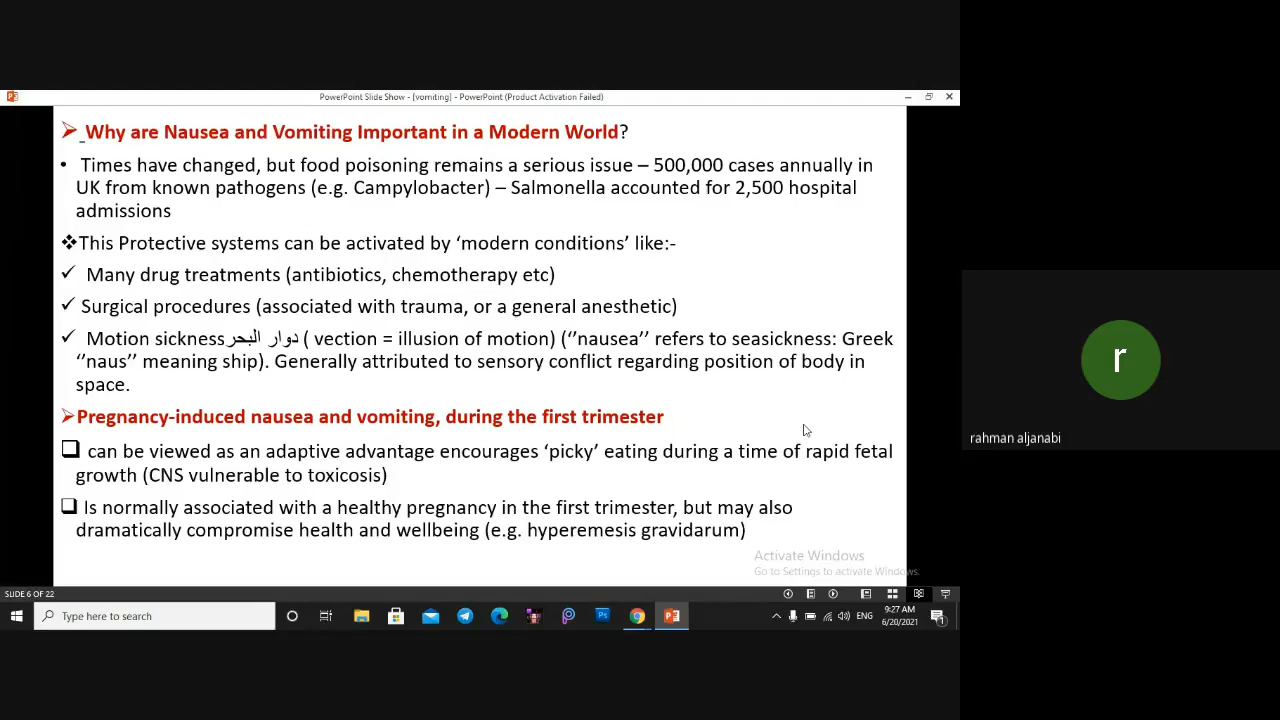 PowerPoint Slide Show - [vomiting] - PowerPoint (Product Activation Failed)
➢ Why are Nausea and Vomiting Important in a Modern World?
• Times have changed, but food poisoning remains a serious issue – 500,000 cases annually in
UK from known pathogens (e.g. Campylobacter) – Salmonella accounted for 2,500 hospital
admissions
❖This Protective systems can be activated by ‘modern conditions’ like:-
✓ Many drug treatments (antibiotics, chemotherapy etc)
✓ Surgical procedures (associated with trauma, or a general anesthetic)
✓ Motion sickness دوار البحر ( vection = illusion of motion) (‘’nausea’’ refers to seasickness: Greek
‘’naus’’ meaning ship). Generally attributed to sensory conflict regarding position of body in
space.
➢Pregnancy-induced nausea and vomiting, during the first trimester
❑ can be viewed as an adaptive advantage encourages ‘picky’ eating during a time of rapid fetal
growth (CNS vulnerable to toxicosis)
❑ Is normally associated with a healthy pregnancy in the first trimester, but may also
dramatically compromise health and wellbeing (e.g. hyperemesis gravidarum)
Activate Windows
Go to Settings to activate Windows.
SLIDE 6 OF 22
Type here to search
Ps
ENG
9:27 AM
6/20/2021
1
r
rahman aljanabi